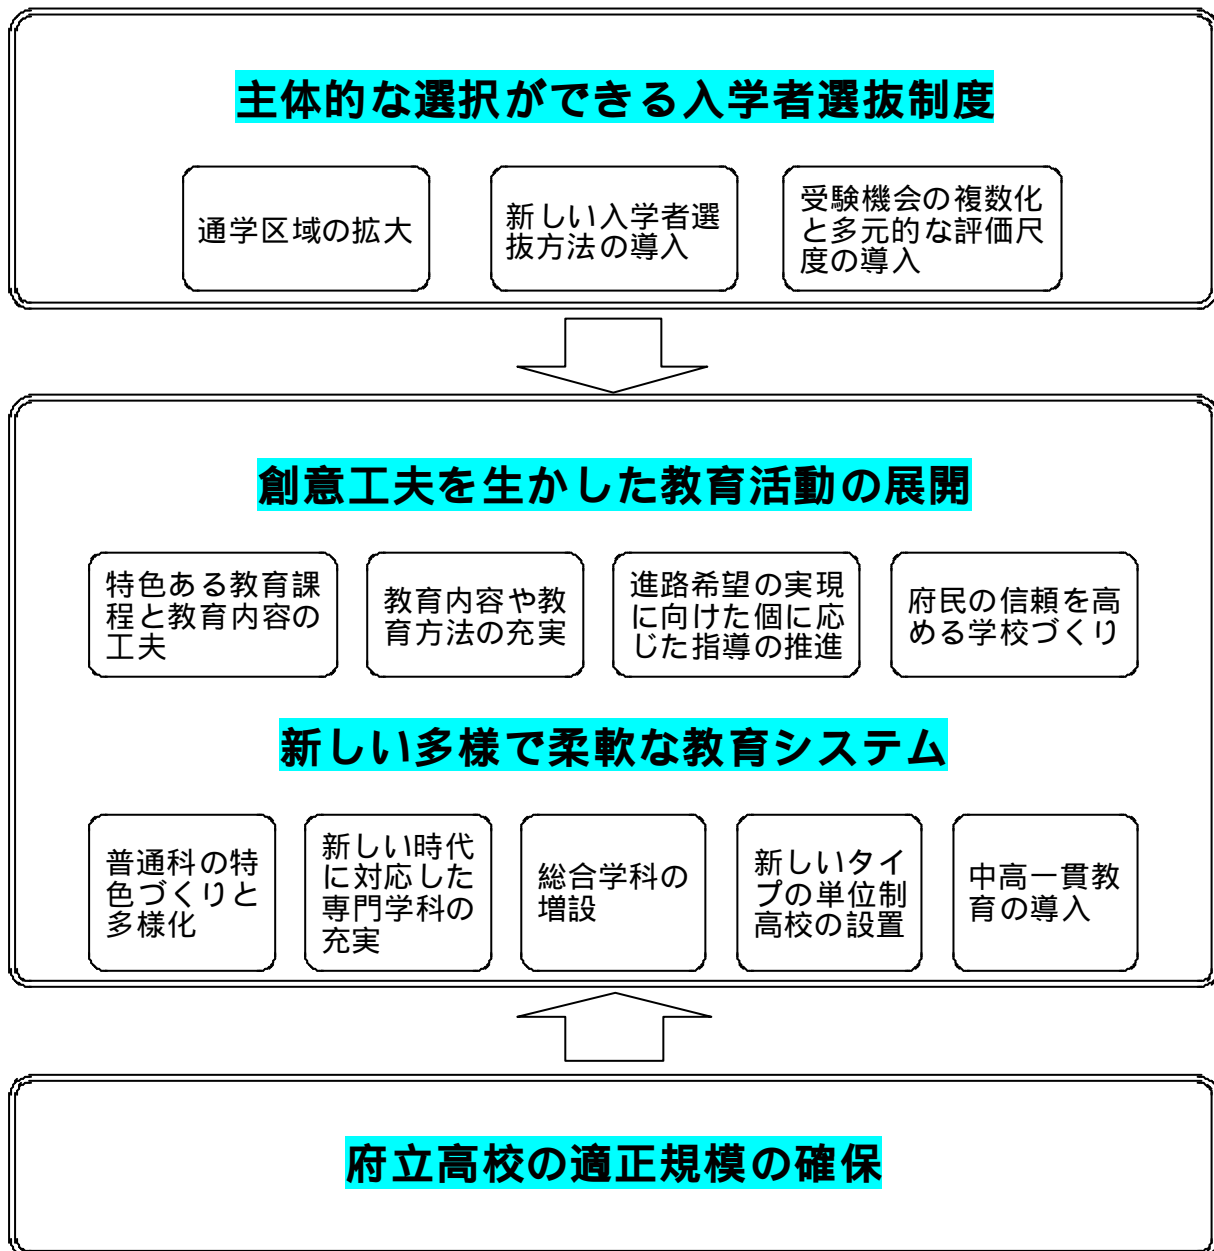 主体的な選択ができる入学者選抜制度
通学区域の拡大
新しい入学者選
抜方法の導入
受験機会の複数化
と多元的な評価尺
度の導入
創意工夫を生かした教育活動の展開
特色ある教育課
程と教育内容の
工夫
教育内容や教
育方法の充実
進路希望の実現
に向けた個に応
じた指導の推進
府民の信頼を高
める学校づくり
新しい多様で柔軟な教育システム
普通科の特
色づくりと
多様化
新しい時代
に対応した
専門学科の
充実
総合学科の
増設
新しいタイ
プの単位制
高校の設置
中高一貫教
育の導入
府立高校の適正規模の確保